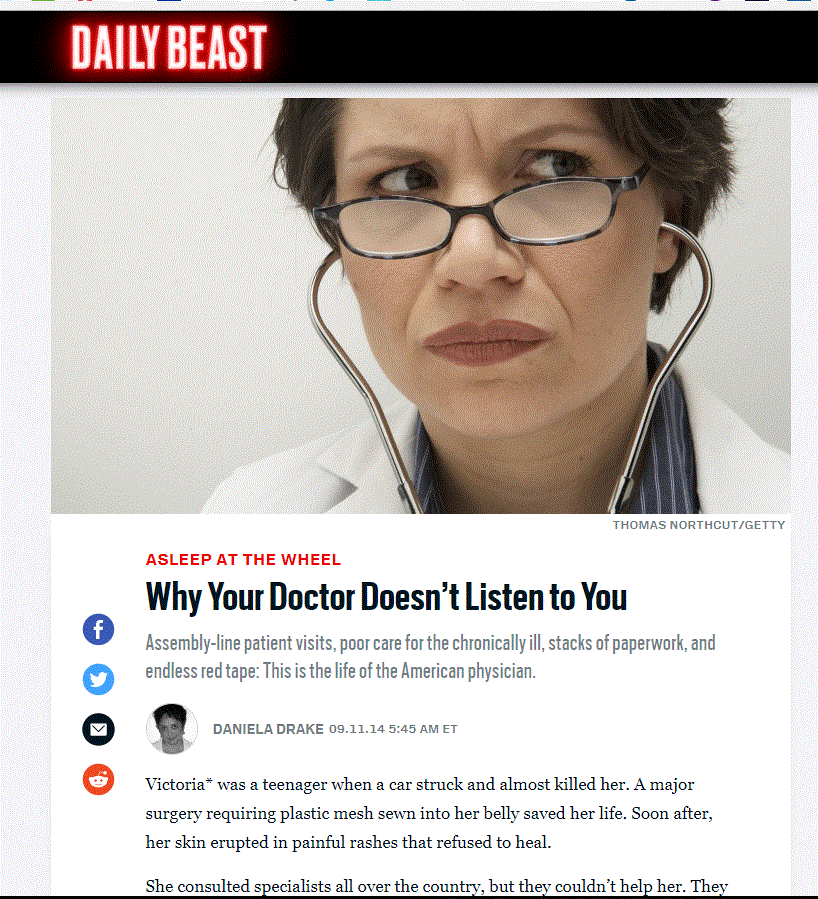 DAILY BEAST
THOMAS NORTHCUT/GETTY
ASLEEP AT THE WHEEL
Why Your Doctor Doesn't Listen to You
Assembly-line patient visits, poor care for the chronically ill, stacks of paperwork, and
endless red tape: This is the life of the American physician.
DANIELA DRAKE 09.11.14 5:45 AM ET
Victoria* was a teenager when a car struck and almost killed her. A major
surgery requiring plastic mesh sewn into her belly saved her life. Soon after,
her skin erupted in painful rashes that refused to heal.
She consulted specialists all over the country, but they couldn't help her. They